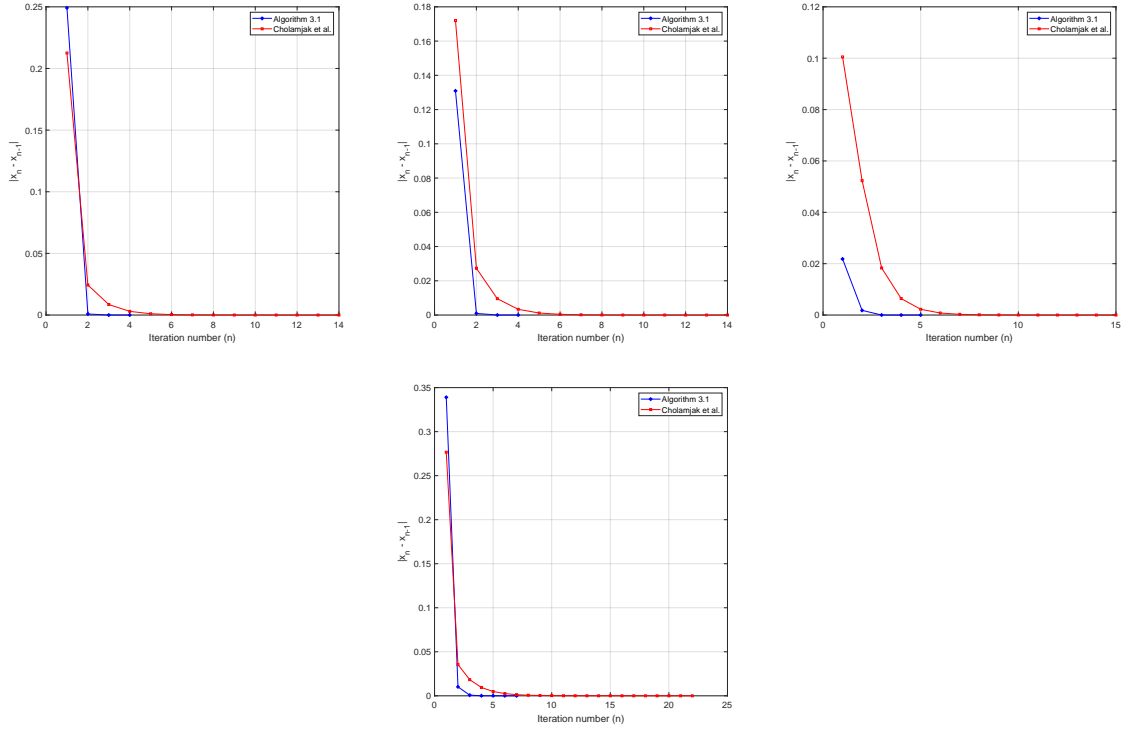 0.25
0.2
0.15
0.1
0.05
0
|x_n - x_{n-1}|
0 2 4 6 8 10 12 14
Iteration number (n)
Algorithm 3.1
Cholamjak et al.
0.18
0.16
0.14
0.12
0.1
0.08
0.06
0.04
0.02
0
|x_n - x_{n-1}|
0 2 4 6 8 10 12 14
Iteration number (n)
Algorithm 3.1
Cholamjak et al.
0.12
0.1
0.08
0.06
0.04
0.02
0
|x_n - x_{n-1}|
0 5 10 15
Iteration number (n)
Algorithm 3.1
Cholamjak et al.
0.35
0.3
0.25
0.2
0.15
0.1
0.05
0
|x_n - x_{n-1}|
0 5 10 15 20 25
Iteration number (n)
Algorithm 3.1
Cholamjak et al.